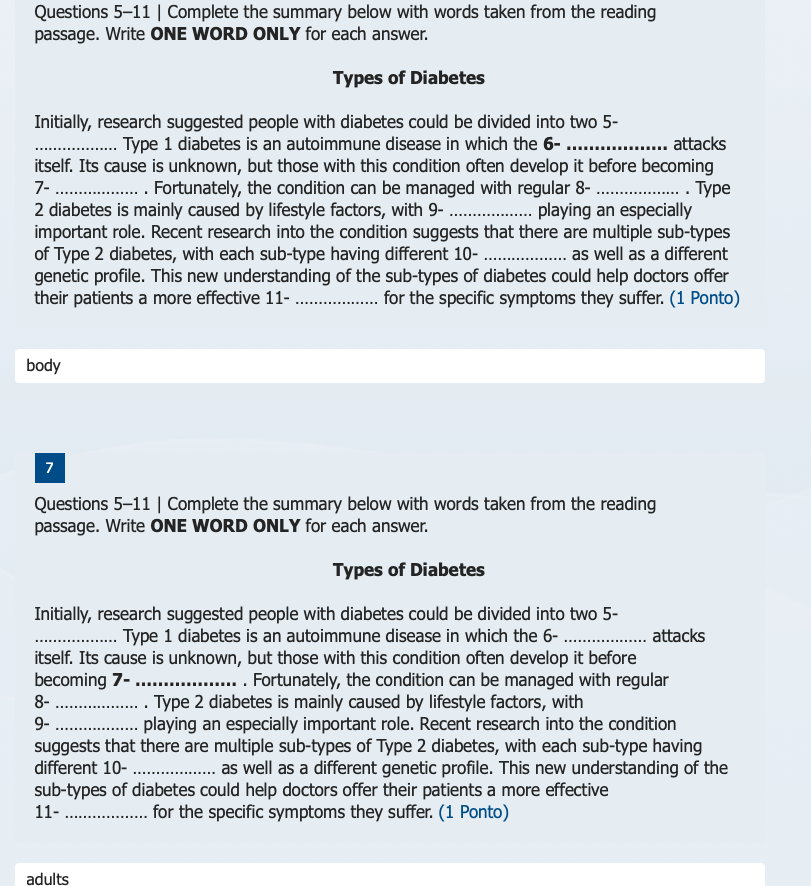 Questions 5–11 | Complete the summary below with words taken from the reading
passage. Write ONE WORD ONLY for each answer.
Types of Diabetes
Initially, research suggested people with diabetes could be divided into two 5-
.................. Type 1 diabetes is an autoimmune disease in which the 6- .................. attacks
itself. Its cause is unknown, but those with this condition often develop it before becoming
7- .................. . Fortunately, the condition can be managed with regular 8- .................. . Type
2 diabetes is mainly caused by lifestyle factors, with 9- .................. playing an especially
important role. Recent research into the condition suggests that there are multiple sub-types
of Type 2 diabetes, with each sub-type having different 10- .................. as well as a different
genetic profile. This new understanding of the sub-types of diabetes could help doctors offer
their patients a more effective 11- .................. for the specific symptoms they suffer. (1 Ponto)
body
7
Questions 5–11 | Complete the summary below with words taken from the reading
passage. Write ONE WORD ONLY for each answer.
Types of Diabetes
Initially, research suggested people with diabetes could be divided into two 5-
.................. Type 1 diabetes is an autoimmune disease in which the 6- .................. attacks
itself. Its cause is unknown, but those with this condition often develop it before
becoming 7- .................. . Fortunately, the condition can be managed with regular
8- .................. . Type 2 diabetes is mainly caused by lifestyle factors, with
9- .................. playing an especially important role. Recent research into the condition
suggests that there are multiple sub-types of Type 2 diabetes, with each sub-type having
different 10- .................. as well as a different genetic profile. This new understanding of the
sub-types of diabetes could help doctors offer their patients a more effective
11- .................. for the specific symptoms they suffer. (1 Ponto)
adults